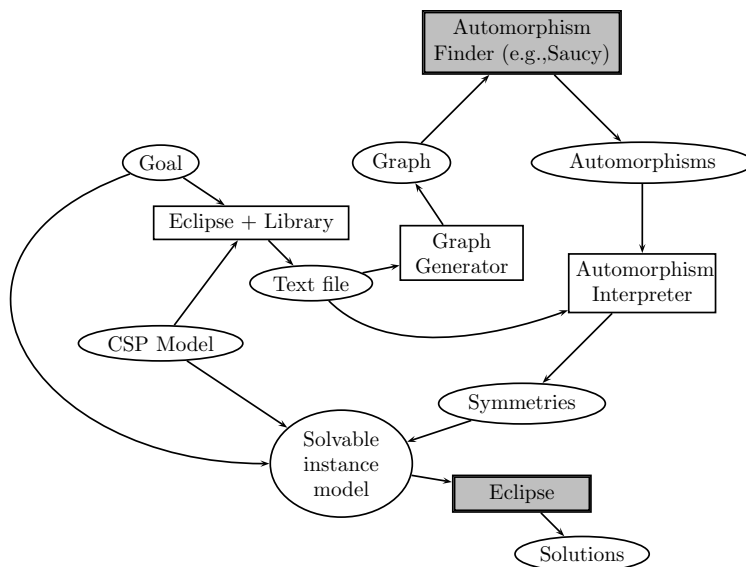 Automorphism
Finder (e.g.,Saucy)
Goal
Graph
Automorphisms
Eclipse + Library
Graph
Generator
Text file
Automorphism
Interpreter
CSP Model
Symmetries
Solvable
instance
model
Eclipse
Solutions